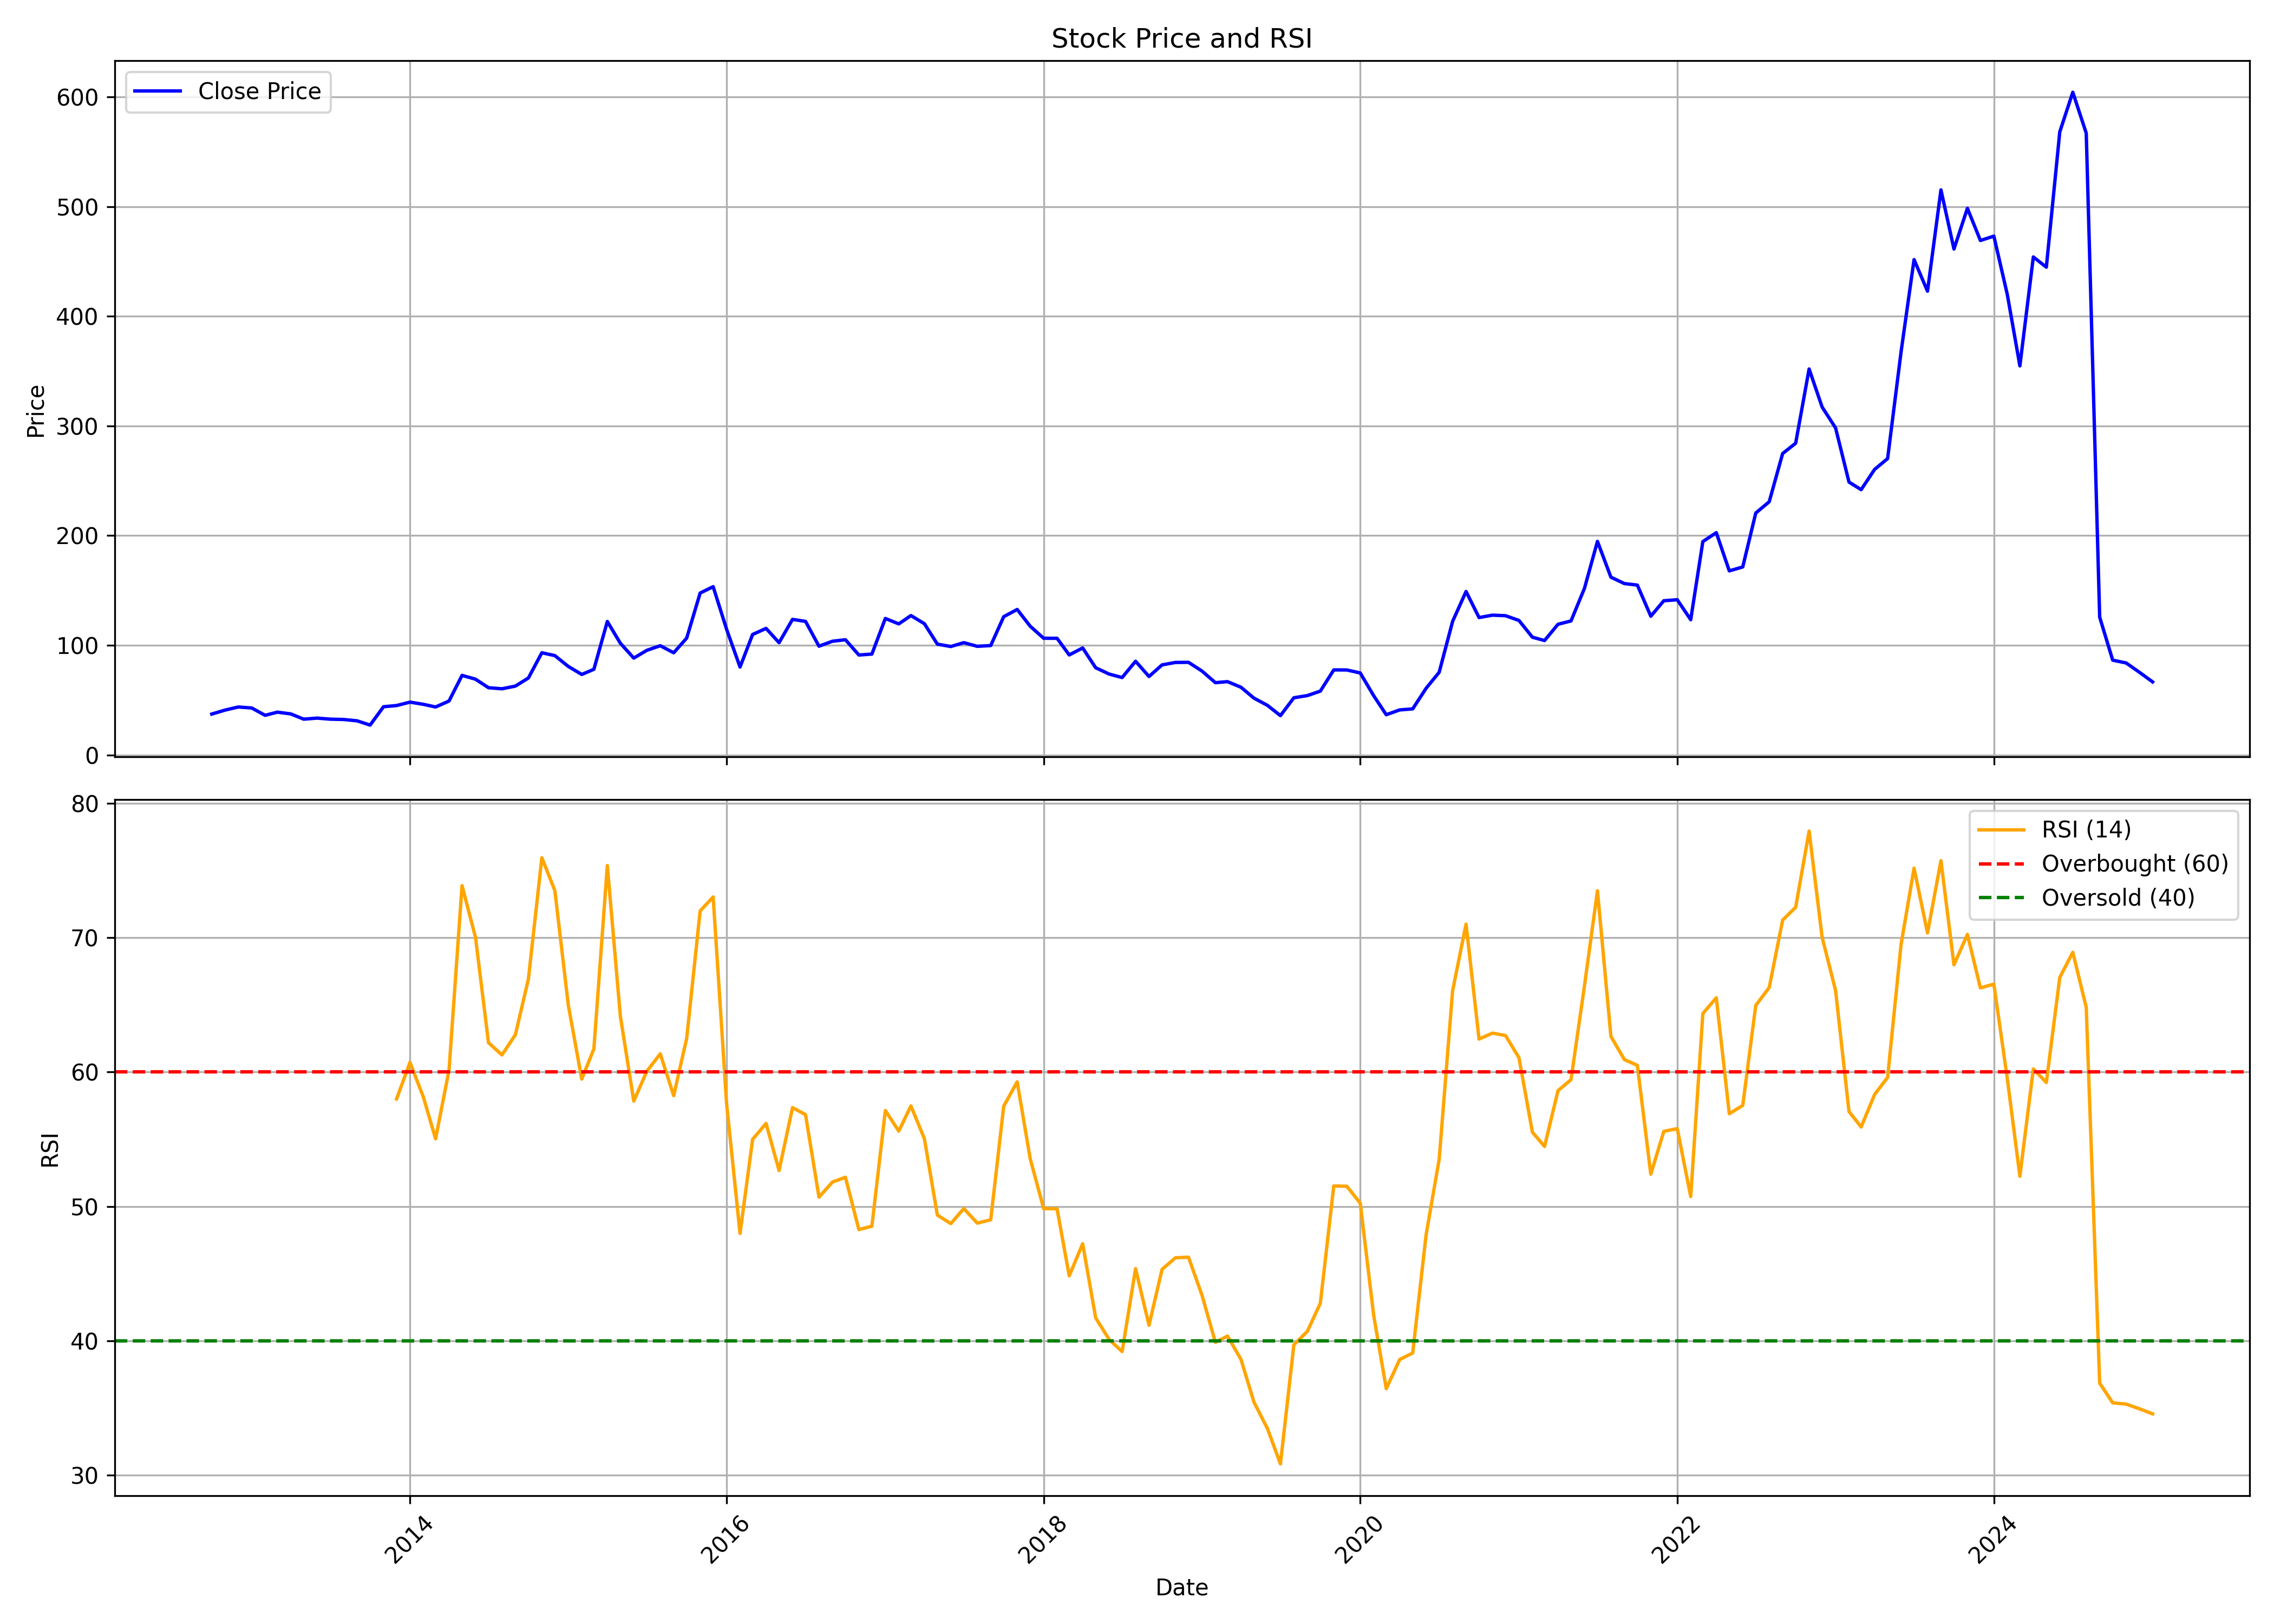 Stock Price and RSI
Close Price
Price
600
500
400
300
200
100
0
RSI
80
70
60
50
40
30
RSI (14)
Overbought (60)
Oversold (40)
2014
2016
2018
2020
2022
2024
Date